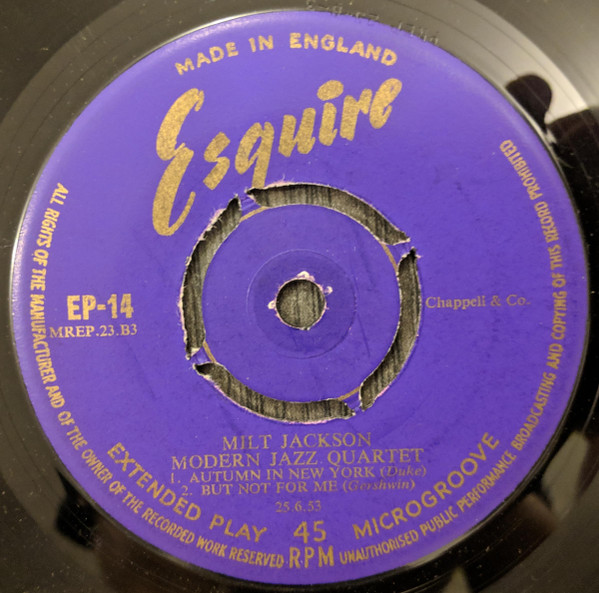 MADE IN ENGLAND
Esquire
EP-14
MREP.23.B3
Chappell & Co.
MILT JACKSON
MODERN JAZZ QUARTET
1. AUTUMN IN NEW YORK (Duke)
2. BUT NOT FOR ME (Gershwin)
25.6.53
EXTENDED PLAY 45 MICROGROOVE
RPM
ALL RIGHTS OF THE MANUFACTURER AND OF THE OWNER OF THE RECORDED WORK RESERVED
UNAUTHORISED PUBLIC PERFORMANCE BROADCASTING AND COPYING OF THIS RECORD PROHIBITED